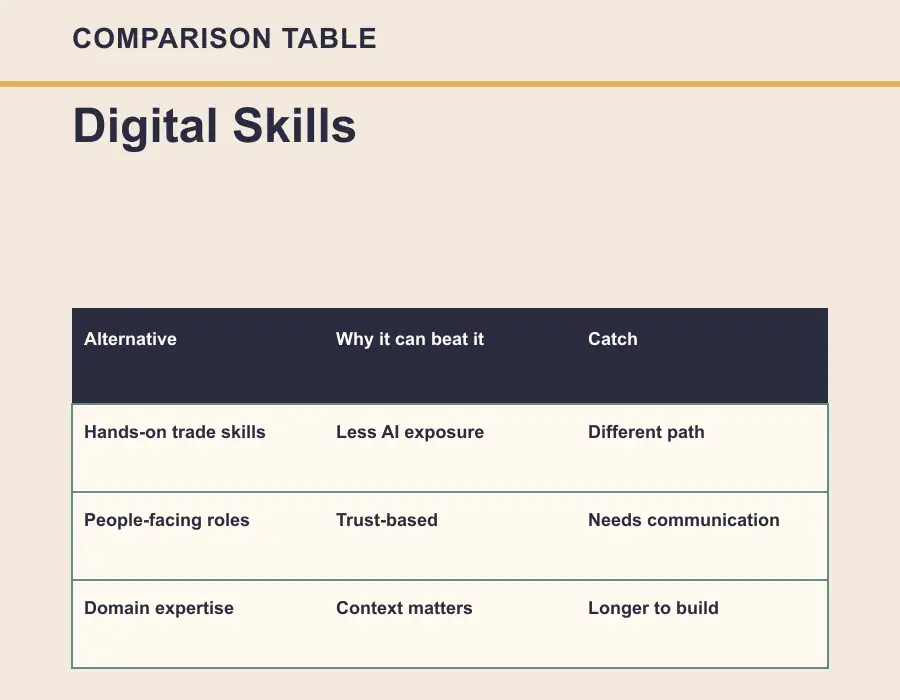 COMPARISON TABLE
Digital Skills
Alternative Why it can beat it Catch
Hands-on trade skills Less AI exposure Different path
People-facing roles Trust-based Needs communication
Domain expertise Context matters Longer to build